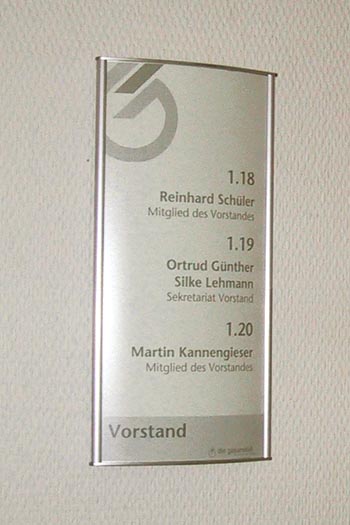 1.18
Reinhard Schüler
Mitglied des Vorstandes
1.19
Ortrud Günther
Silke Lehmann
Sekretariat Vorstand
1.20
Martin Kannengieser
Mitglied des Vorstandes
Vorstand